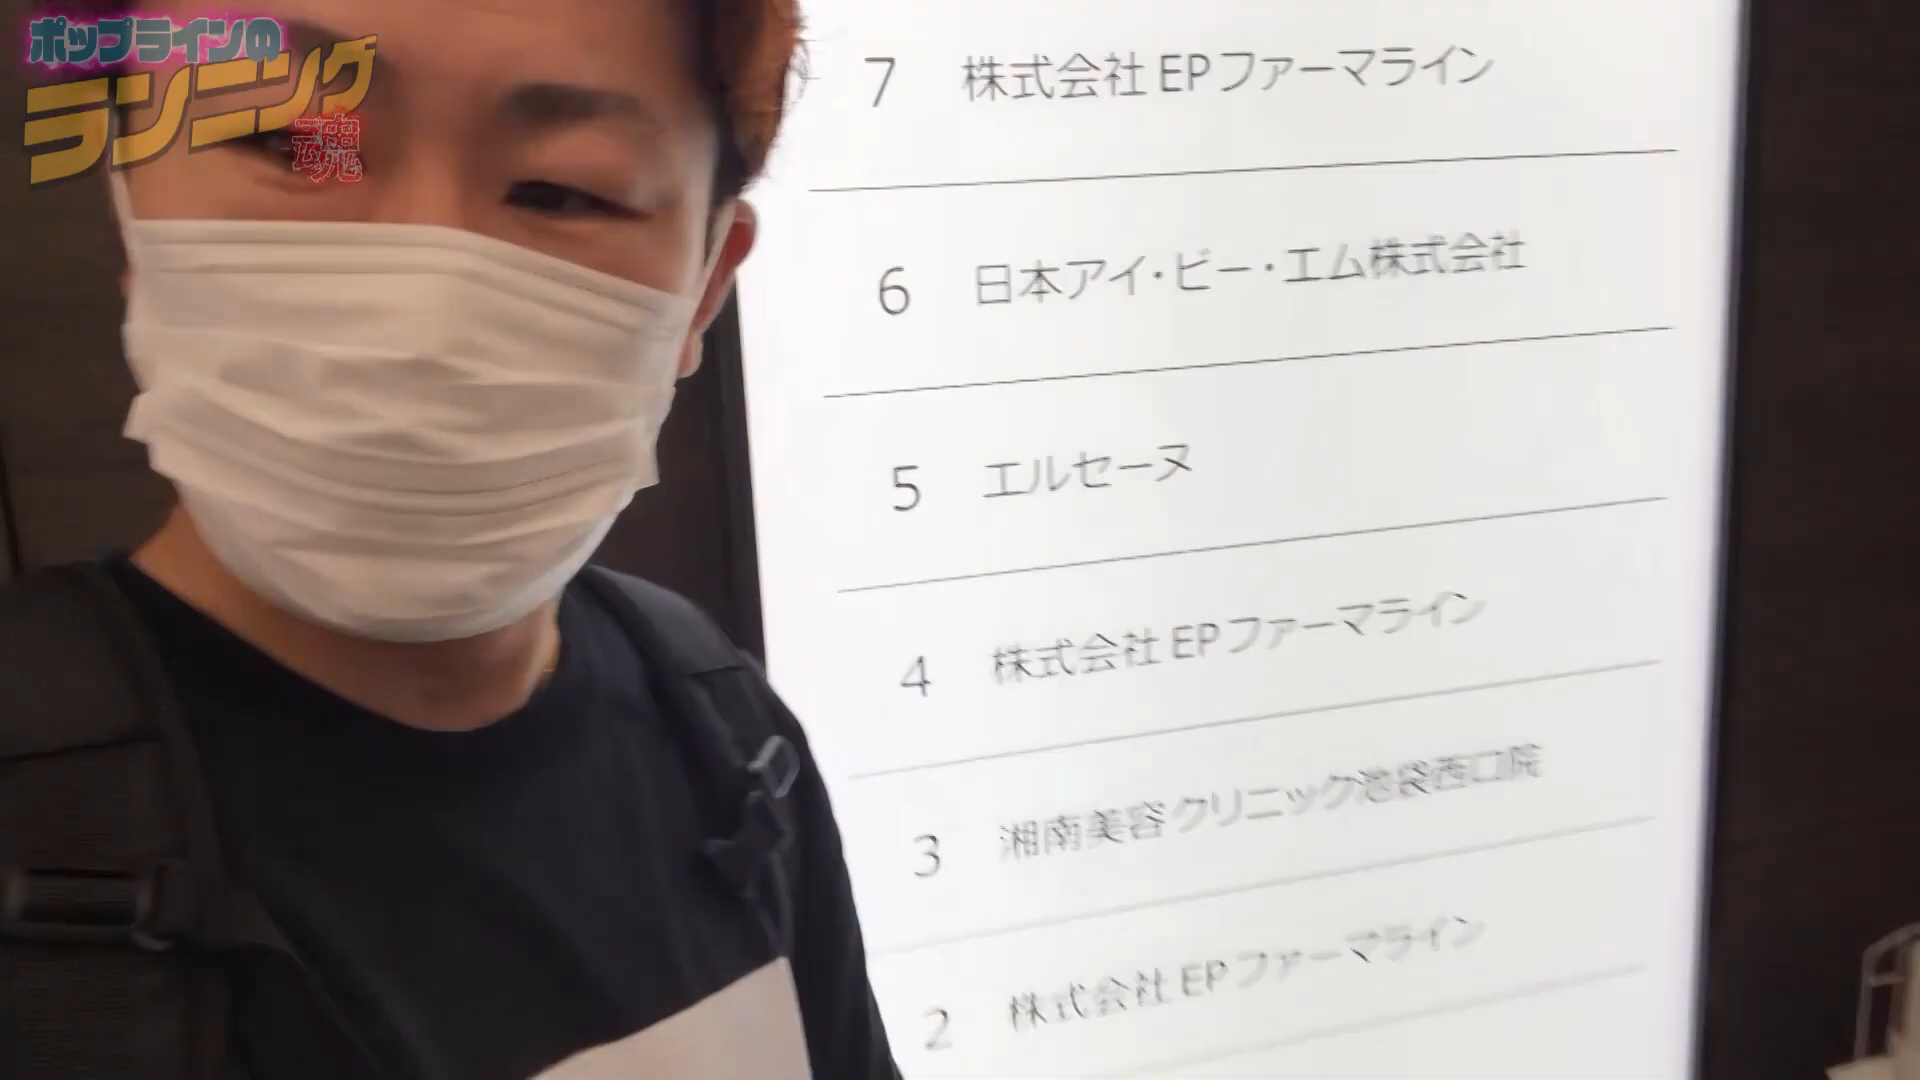 ポップラインの
ランニング
魂
7 株式会社 EPファーマライン
6 日本アイ・ビー・エム株式会社
5 エルセーヌ
4 株式会社 EPファーマライン
3 湘南美容クリニック池袋西口院
2 株式会社 EPファーマライン